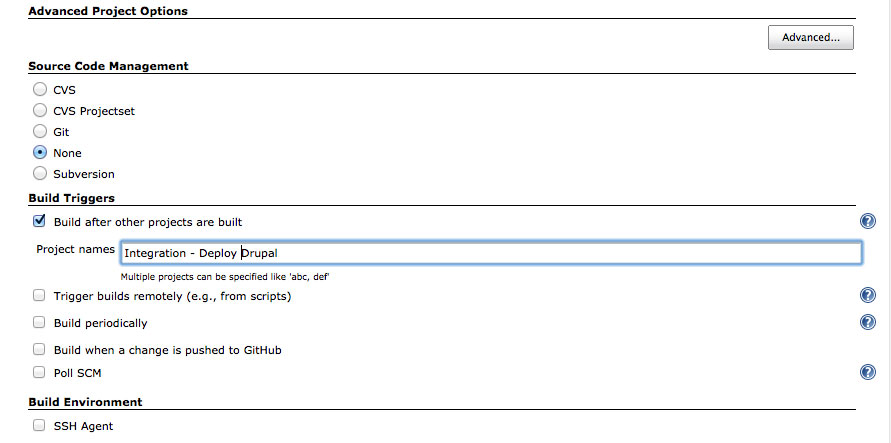 Advanced Project Options
Advanced...
Source Code Management
CVS
CVS Projectset
Git
None
Subversion
Build Triggers
Build after other projects are built
Project names Integration - Deploy Drupal
Multiple projects can be specified like 'abc, def'
Trigger builds remotely (e.g., from scripts)
Build periodically
Build when a change is pushed to GitHub
Poll SCM
Build Environment
SSH Agent